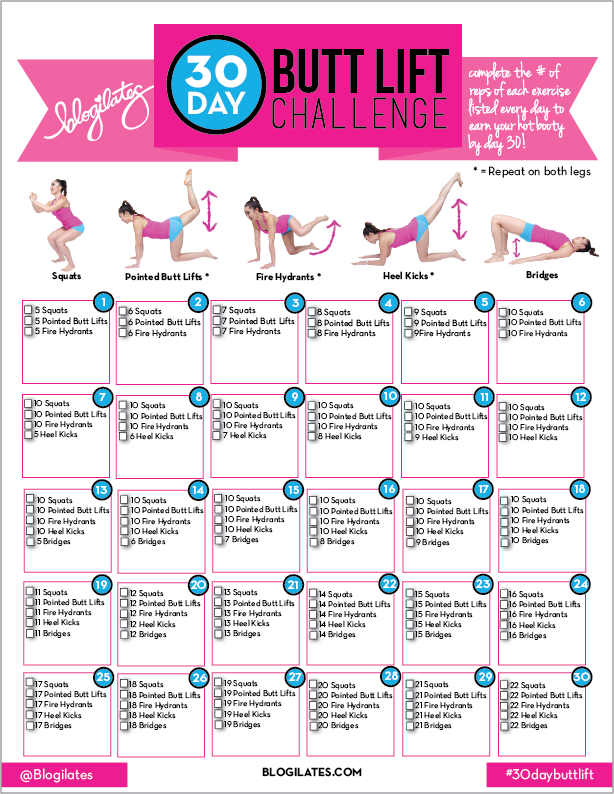 blogilates
30
DAY
BUTT LIFT
CHALLENGE
complete the # of
reps of each exercise
listed every day to
earn your hot booty
by day 30!
* = Repeat on both legs
Squats
Pointed Butt Lifts *
Fire Hydrants *
Heel Kicks *
Bridges
1
5 Squats
5 Pointed Butt Lifts
5 Fire Hydrants
2
6 Squats
6 Pointed Butt Lifts
6 Fire Hydrants
3
7 Squats
7 Pointed Butt Lifts
7 Fire Hydrants
4
8 Squats
8 Pointed Butt Lifts
8 Fire Hydrants
5
9 Squats
9 Pointed Butt Lifts
9Fire Hydrants
6
10 Squats
10 Pointed Butt Lifts
10 Fire Hydrants
7
10 Squats
10 Pointed Butt Lifts
10 Fire Hydrants
5 Heel Kicks
8
10 Squats
10 Pointed Butt Lifts
10 Fire Hydrants
6 Heel Kicks
9
10 Squats
10 Pointed Butt Lifts
10 Fire Hydrants
7 Heel Kicks
10
10 Squats
10 Pointed Butt Lifts
10 Fire Hydrants
8 Heel Kicks
11
10 Squats
10 Pointed Butt Lifts
10 Fire Hydrants
9 Heel Kicks
12
10 Squats
10 Pointed Butt Lifts
10 Fire Hydrants
10 Heel Kicks
13
10 Squats
10 Pointed Butt Lifts
10 Fire Hydrants
10 Heel Kicks
5 Bridges
14
10 Squats
10 Pointed Butt Lifts
10 Fire Hydrants
10 Heel Kicks
6 Bridges
15
10 Squats
10 Pointed Butt Lifts
10 Fire Hydrants
10 Heel Kicks
7 Bridges
16
10 Squats
10 Pointed Butt Lifts
10 Fire Hydrants
10 Heel Kicks
8 Bridges
17
10 Squats
10 Pointed Butt Lifts
10 Fire Hydrants
10 Heel Kicks
9 Bridges
18
10 Squats
10 Pointed Butt Lifts
10 Fire Hydrants
10 Heel Kicks
10 Bridges
19
11 Squats
11 Pointed Butt Lifts
11 Fire Hydrants
11 Heel Kicks
11 Bridges
20
12 Squats
12 Pointed Butt Lifts
12 Fire Hydrants
12 Heel Kicks
12 Bridges
21
13 Squats
13 Pointed Butt Lifts
13 Fire Hydrants
13 Heel Kicks
13 Bridges
22
14 Squats
14 Pointed Butt Lifts
14 Fire Hydrants
14 Heel Kicks
14 Bridges
23
15 Squats
15 Pointed Butt Lifts
15 Fire Hydrants
15 Heel Kicks
15 Bridges
24
16 Squats
16 Pointed Butt Lifts
16 Fire Hydrants
16 Heel Kicks
16 Bridges
25
17 Squats
17 Pointed Butt Lifts
17 Fire Hydrants
17 Heel Kicks
17 Bridges
26
18 Squats
18 Pointed Butt Lifts
18 Fire Hydrants
18 Heel Kicks
18 Bridges
27
19 Squats
19 Pointed Butt Lifts
19 Fire Hydrants
19 Heel Kicks
19 Bridges
28
20 Squats
20 Pointed Butt Lifts
20 Fire Hydrants
20 Heel Kicks
20 Bridges
29
21 Squats
21 Pointed Butt Lifts
21 Fire Hydrants
21 Heel Kicks
21 Bridges
30
22 Squats
22 Pointed Butt Lifts
22 Fire Hydrants
22 Heel Kicks
22 Bridges
@Blogilates
BLOGILATES.COM
#30daybuttlift